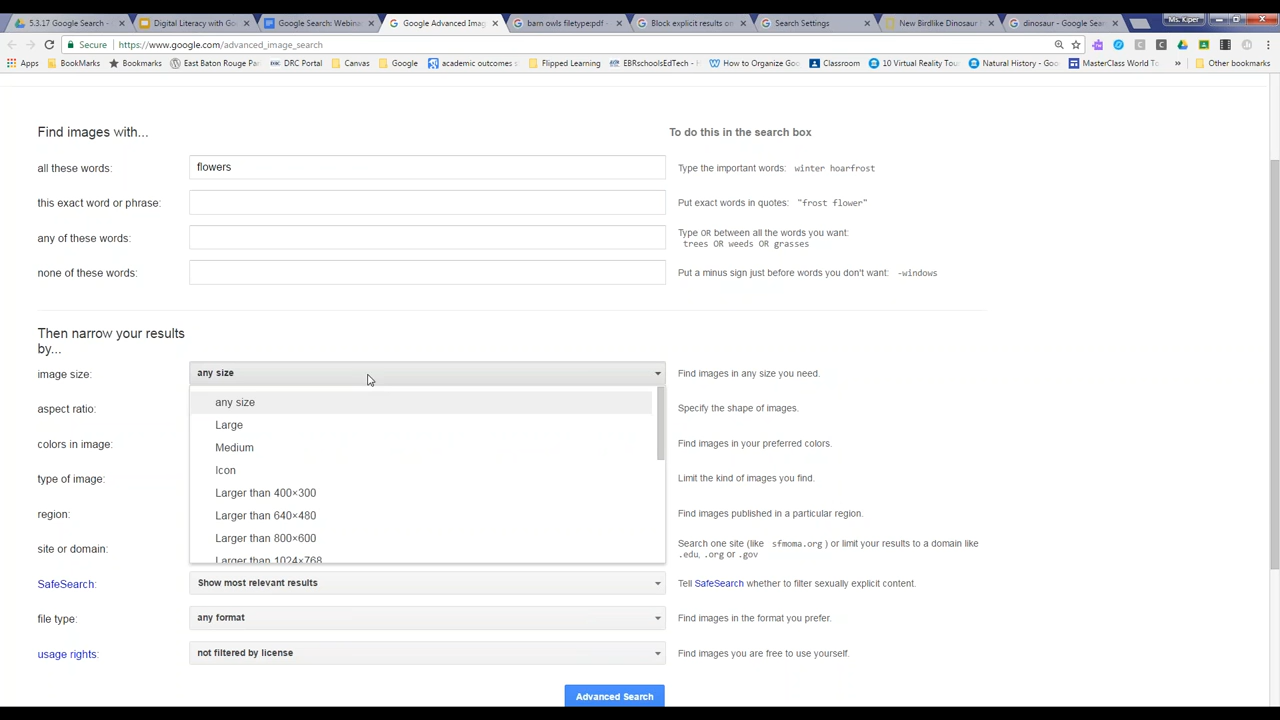 5.3.17 Google Search -
Digital Literacy with Go
Google Search: Webina
Google Advanced Imag
barn owls filetype:pdf -
Block explicit results on
Search Settings
New Birdlike Dinosaur
dinosaur - Google Sea
Ms. Kiper
Secure
https://www.google.com/advanced_image_search
Apps
BookMarks
Bookmarks
East Baton Rouge Pa
DRC Portal
Canvas
Google
academic outcomes
Flipped Learning
EBRschoolsEdTech -
How to Organize Goo
Classroom
10 Virtual Reality Tou
Natural History - Goo
MasterClass World To
»
Other bookmarks
Find images with...
To do this in the search box
all these words:
flowers
Type the important words: winter hoarfrost
this exact word or phrase:
Put exact words in quotes: "frost flower"
any of these words:
Type OR between all the words you want:
trees OR weeds OR grasses
none of these words:
Put a minus sign just before words you don't want: -windows
Then narrow your results
by...
image size:
any size
Find images in any size you need.
any size
aspect ratio:
Specify the shape of images.
Large
colors in image:
Medium
Find images in your preferred colors.
Icon
type of image:
Limit the kind of images you find.
Larger than 400×300
region:
Larger than 640×480
Find images published in a particular region.
Larger than 800×600
site or domain:
Search one site (like sfmoma.org ) or limit your results to a domain like
.edu, .org or .gov
Larger than 1024×768
SafeSearch:
Show most relevant results
Tell SafeSearch whether to filter sexually explicit content.
file type:
any format
Find images in the format you prefer.
usage rights:
not filtered by license
Find images you are free to use yourself.
Advanced Search